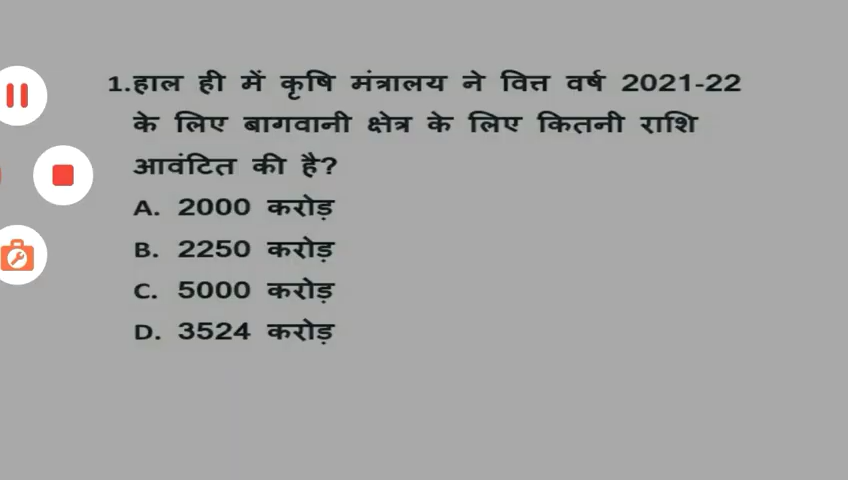 1.हाल ही में कृषि मंत्रालय ने वित्त वर्ष 2021-22
के लिए बागवानी क्षेत्र के लिए कितनी राशि
आवंटित की है?
A. 2000 करोड़
B. 2250 करोड़
C. 5000 करोड़
D. 3524 करोड़